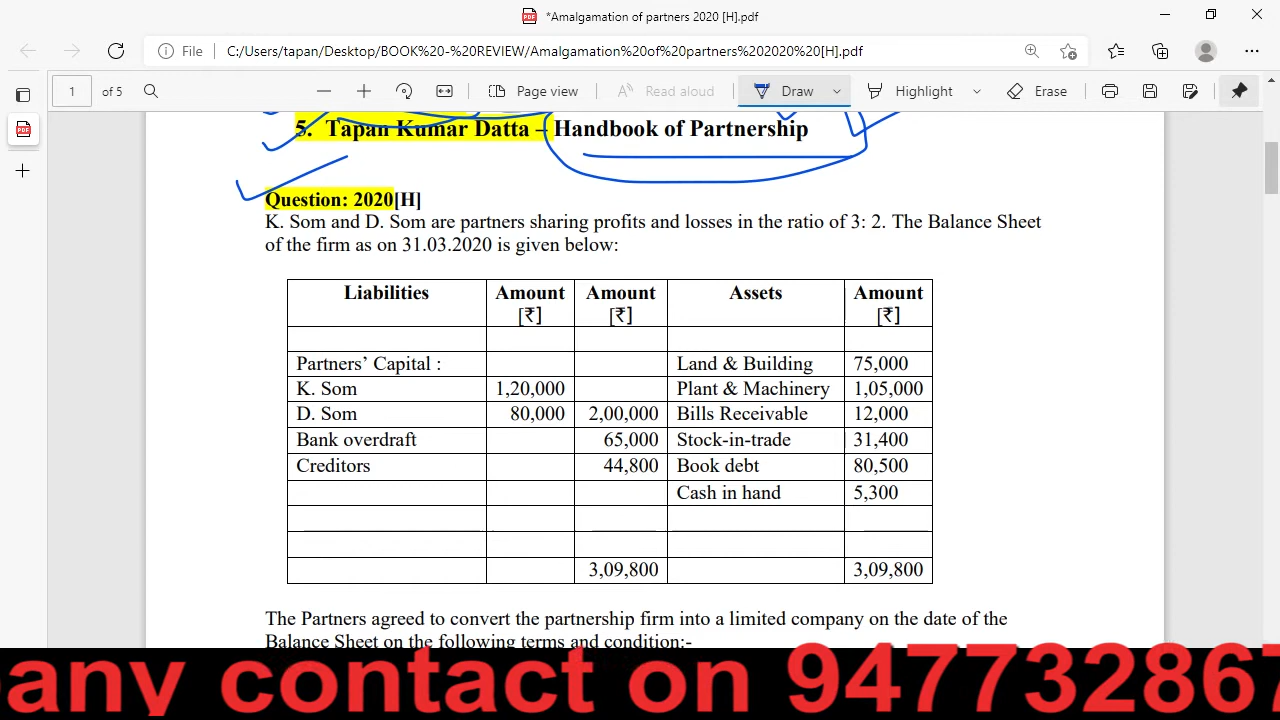 *Amalgamation of partners 2020 [H].pdf
File C:/Users/tapan/Desktop/BOOK%20-%20REVIEW/Amalgamation%20of%20partners%202020%20[H].pdf
1 of 5 Page view Read aloud Draw Highlight Erase
5. Tapan Kumar Datta – Handbook of Partnership
Question: 2020[H]
K. Som and D. Som are partners sharing profits and losses in the ratio of 3: 2. The Balance Sheet
of the firm as on 31.03.2020 is given below:
Liabilities Amount [₹] Amount [₹] Assets Amount [₹]
Partners’ Capital : Land & Building 75,000
K. Som 1,20,000 Plant & Machinery 1,05,000
D. Som 80,000 2,00,000 Bills Receivable 12,000
Bank overdraft 65,000 Stock-in-trade 31,400
Creditors 44,800 Book debt 80,500
Cash in hand 5,300
3,09,800 3,09,800
The Partners agreed to convert the partnership firm into a limited company on the date of the
Balance Sheet on the following terms and condition:-
any contact on 947732867